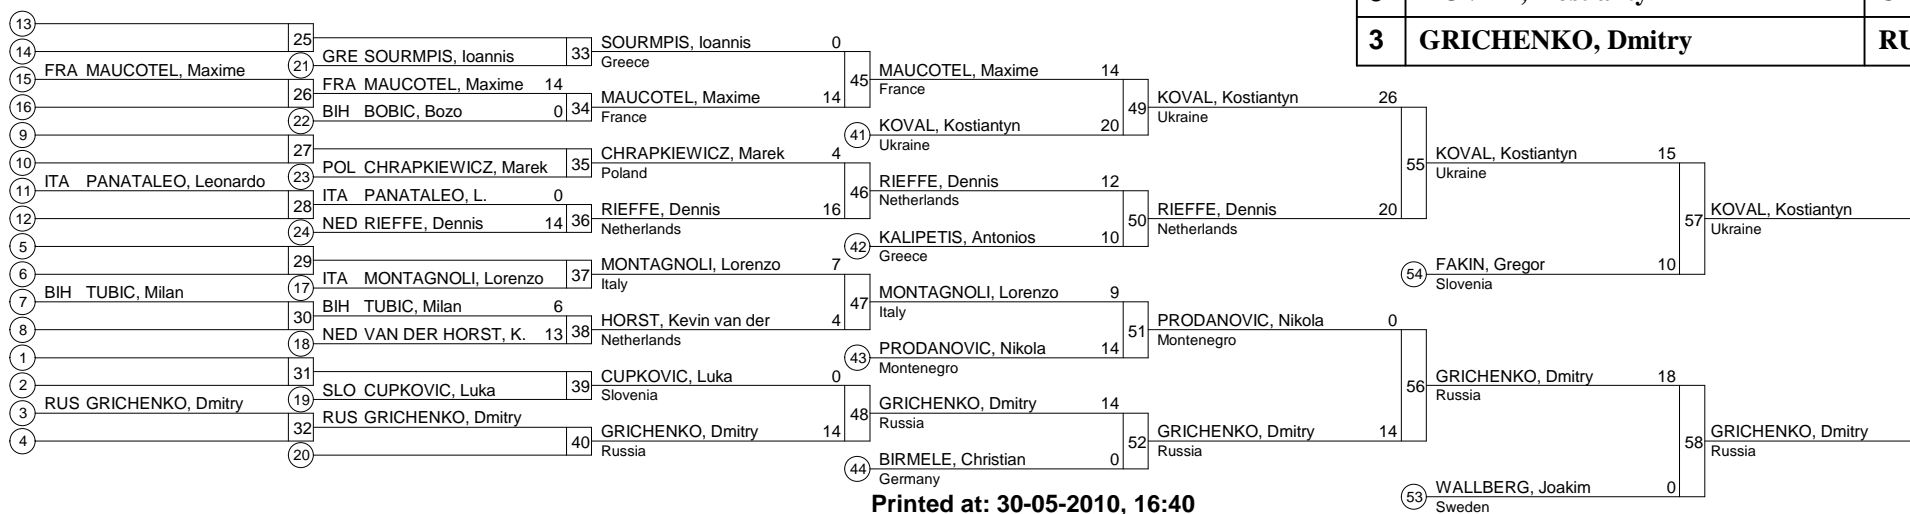 3 GRICHENKO, Dmitry RU
13
14
FRA MAUCOTEL, Maxime
15
16
9
10
ITA PANATALEO, Leonardo
11
12
5
6
BIH TUBIC, Milan
7
8
1
2
RUS GRICHENKO, Dmitry
3
4
25
GRE SOURMPIS, Ioannis
21
FRA MAUCOTEL, Maxime 14
26
BIH BOBIC, Bozo 0
22
27
POL CHRAPKIEWICZ, Marek
23
ITA PANATALEO, L. 0
28
NED RIEFFE, Dennis 14
24
29
ITA MONTAGNOLI, Lorenzo
17
BIH TUBIC, Milan 6
30
NED VAN DER HORST, K. 13
18
31
SLO CUPKOVIC, Luka
19
RUS GRICHENKO, Dmitry
32
20
33
SOURMPIS, Ioannis 0
Greece
34
MAUCOTEL, Maxime 14
France
35
CHRAPKIEWICZ, Marek 4
Poland
36
RIEFFE, Dennis 16
Netherlands
37
MONTAGNOLI, Lorenzo 7
Italy
38
HORST, Kevin van der 4
Netherlands
39
CUPKOVIC, Luka 0
Slovenia
40
GRICHENKO, Dmitry 14
Russia
45
MAUCOTEL, Maxime 14
France
41
KOVAL, Kostiantyn 20
Ukraine
46
RIEFFE, Dennis 12
Netherlands
42
KALIPETIS, Antonios 10
Greece
47
MONTAGNOLI, Lorenzo 9
Italy
43
PRODANOVIC, Nikola 14
Montenegro
48
GRICHENKO, Dmitry 14
Russia
44
BIRMELE, Christian 0
Germany
49
KOVAL, Kostiantyn 26
Ukraine
50
RIEFFE, Dennis 20
Netherlands
51
PRODANOVIC, Nikola 0
Montenegro
52
GRICHENKO, Dmitry 14
Russia
55
KOVAL, Kostiantyn 15
Ukraine
54
FAKIN, Gregor 10
Slovenia
56
GRICHENKO, Dmitry 18
Russia
53
WALLBERG, Joakim 0
Sweden
57
KOVAL, Kostiantyn
Ukraine
58
GRICHENKO, Dmitry
Russia
Printed at: 30-05-2010, 16:40